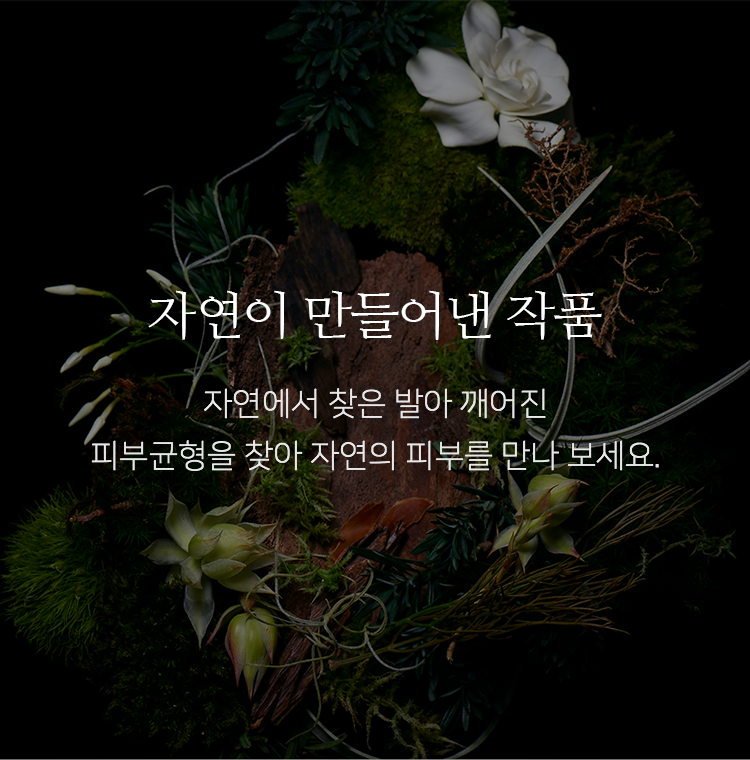 자연이 만들어낸 작품
자연에서 찾은 발아 깨어진
피부균형을 찾아 자연의 피부를 만나 보세요.